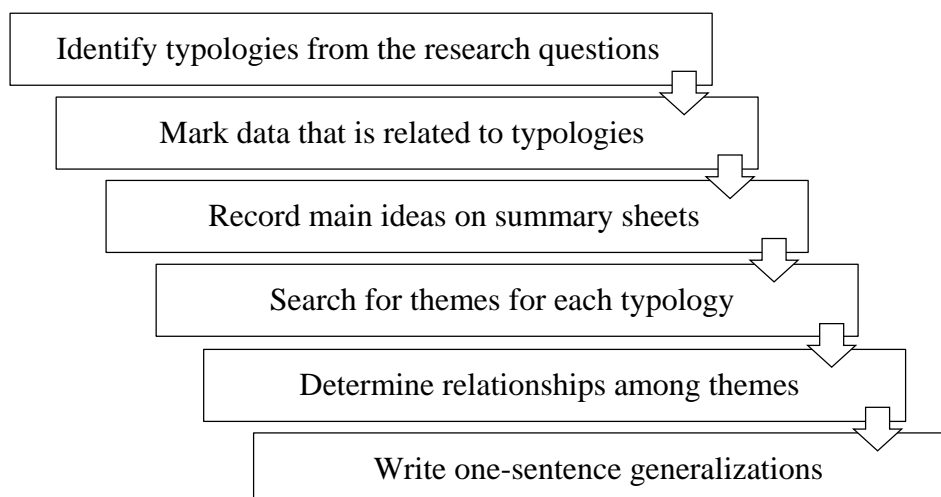 Identify typologies from the research questions
Mark data that is related to typologies
Record main ideas on summary sheets
Search for themes for each typology
Determine relationships among themes
Write one-sentence generalizations